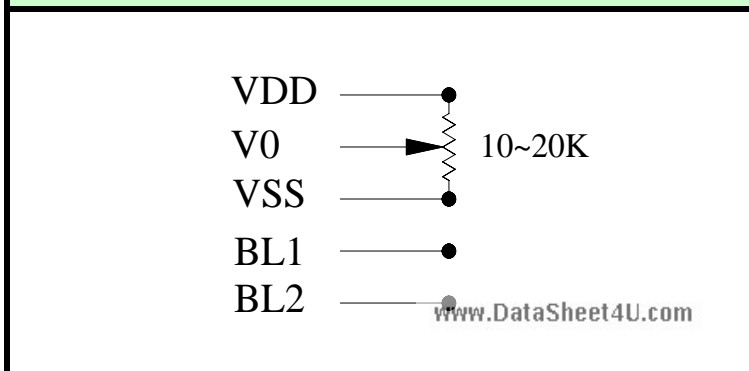 VDD
V0
10~20K
VSS
BL1
BL2
www.DataSheet4U.com